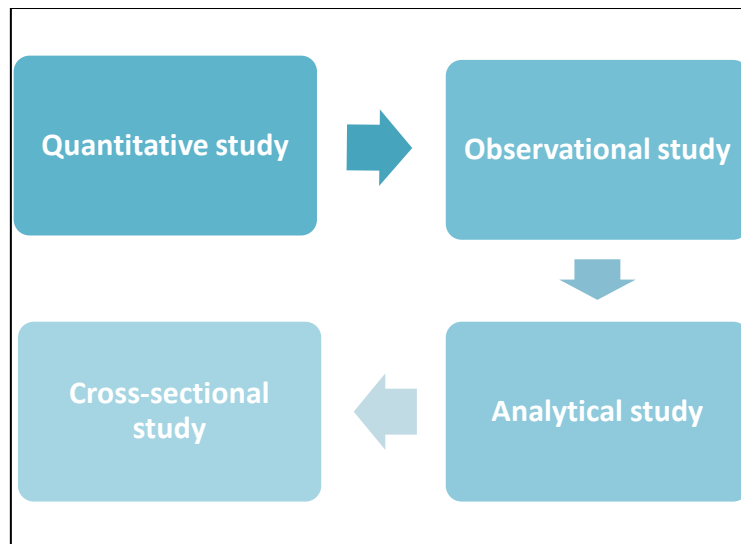 Quantitative study
Observational study
Analytical study
Cross-sectional
study